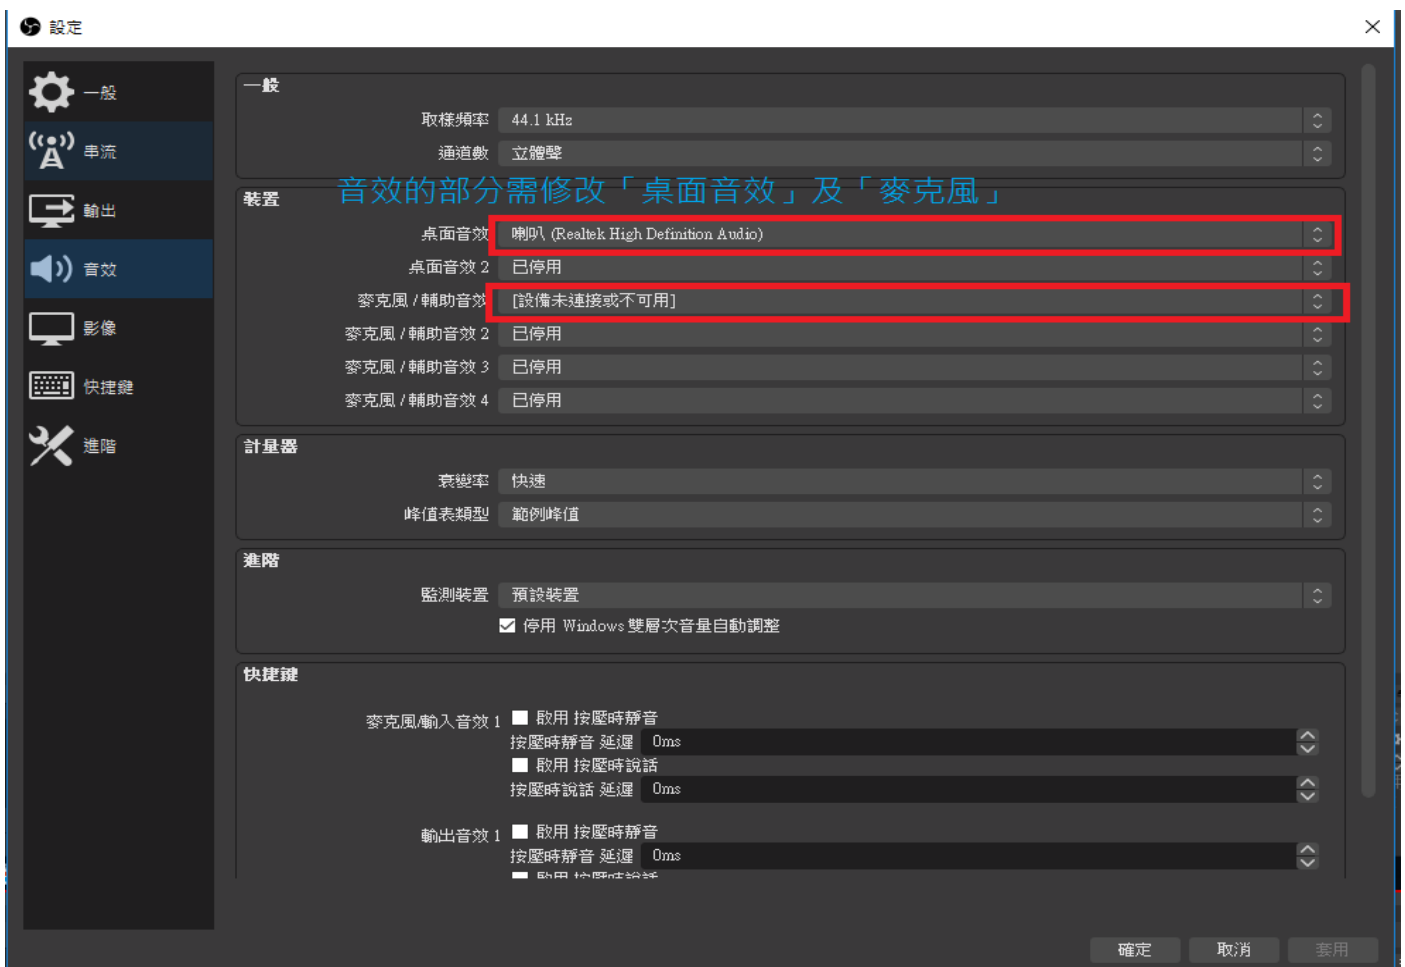 設定
一般
串流
輸出
音效
影像
快捷鍵
進階
一般
取樣頻率 44.1 kHz
通道數 立體聲
音效的部分需修改「桌面音效」及「麥克風」
裝置
桌面音效 喇叭 (Realtek High Definition Audio)
桌面音效 2 已停用
麥克風 / 輔助音效 [設備未連接或不可用]
麥克風 / 輔助音效 2 已停用
麥克風 / 輔助音效 3 已停用
麥克風 / 輔助音效 4 已停用
計量器
衰變率 快速
峰值表類型 範例峰值
進階
監測裝置 預設裝置
停用 Windows 雙層次音量自動調整
快捷鍵
麥克風/輸入音效 1 啟用 按壓時靜音
按壓時靜音 延遲 0ms
啟用 按壓時說話
按壓時說話 延遲 0ms
輸出音效 1 啟用 按壓時靜音
按壓時靜音 延遲 0ms
啟用 按壓時說話
確定 取消 套用